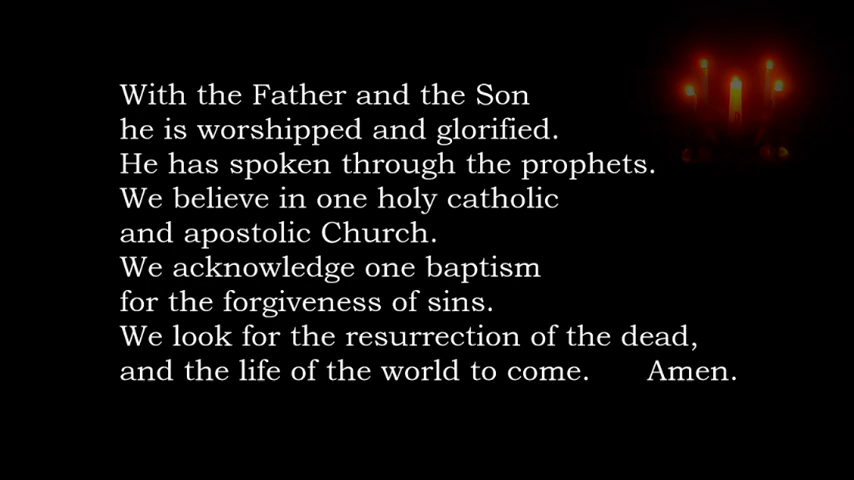 With the Father and the Son
he is worshipped and glorified.
He has spoken through the prophets.
We believe in one holy catholic
and apostolic Church.
We acknowledge one baptism
for the forgiveness of sins.
We look for the resurrection of the dead,
and the life of the world to come. Amen.